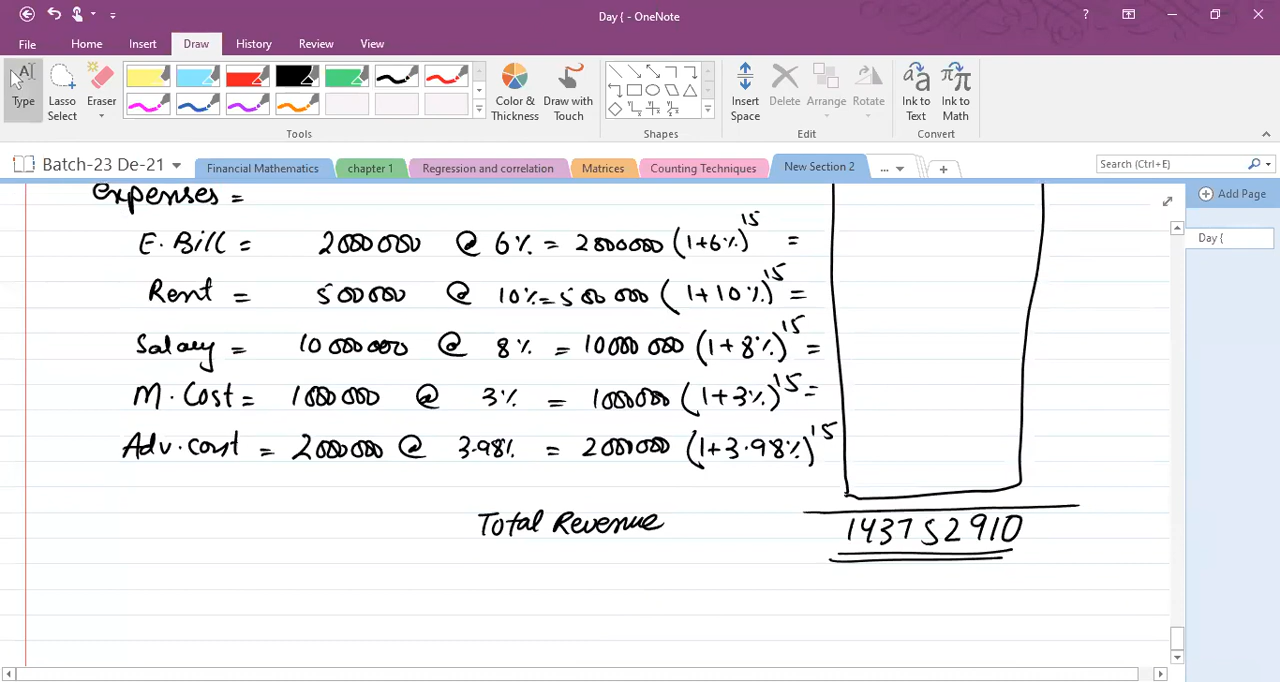 Day { - OneNote
?
File Home Insert Draw History Review View
Type
Lasso Select
Eraser
Color & Thickness
Draw with Touch
Insert Space
Delete
Arrange
Rotate
Ink to Text
Ink to Math
Tools Shapes Edit Convert
Batch-23 De-21 Financial Mathematics chapter 1 Regression and correlation Matrices Counting Techniques New Section 2 ... Search (Ctrl+E)
Add Page
Day {
Expenses =
E. Bill = 2000000 @ 6% = 2000000 (1+6%)^15 =
Rent = 500000 @ 10% = 500000 (1+10%)^15 =
Salary = 10000000 @ 8% = 10000000 (1+8%)^15 =
M. Cost = 1000000 @ 3% = 1000000 (1+3%)^15 =
Adv. cost = 2000000 @ 3.98% = 2000000 (1+3.98%)^15
Total Revenue 143752910